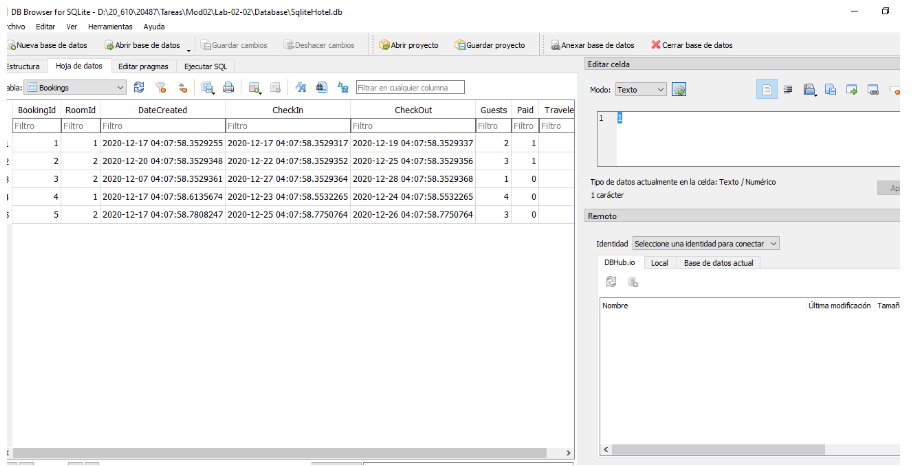 DB Browser for SQLite - D:\20_610\20487\Tareas\Mod02\Lab-02-02\Database\SqliteHotel.db
rchivo Editar Ver Herramientas Ayuda
Nueva base de datos Abrir base de datos Guardar cambios Deshacer cambios Abrir proyecto Guardar proyecto Anexar base de datos Cerrar base de datos
Estructura Hoja de datos Editar pragmas Ejecutar SQL
abla: Bookings Filtrar en cualquier columna
BookingId RoomId DateCreated CheckIn CheckOut Guests Paid Travele
Filtro Filtro Filtro Filtro Filtro Filtro Filtro Filtro
1 1 2020-12-17 04:07:58.3529255 2020-12-17 04:07:58.3529317 2020-12-19 04:07:58.3529337 2 1
2 2 2020-12-20 04:07:58.3529348 2020-12-22 04:07:58.3529352 2020-12-25 04:07:58.3529356 3 1
3 2 2020-12-07 04:07:58.3529361 2020-12-27 04:07:58.3529364 2020-12-28 04:07:58.3529368 1 0
4 1 2020-12-17 04:07:58.6135674 2020-12-23 04:07:58.5532265 2020-12-24 04:07:58.5532265 4 0
5 2 2020-12-17 04:07:58.7808247 2020-12-25 04:07:58.7750764 2020-12-26 04:07:58.7750764 3 0
Editar celda
Modo: Texto
1 1
Tipo de datos actualmente en la celda: Texto / Numérico
1 carácter
Ap
Remoto
Identidad Seleccione una identidad para conectar
DBHub.io Local Base de datos actual
Nombre Última modificación Tamañ